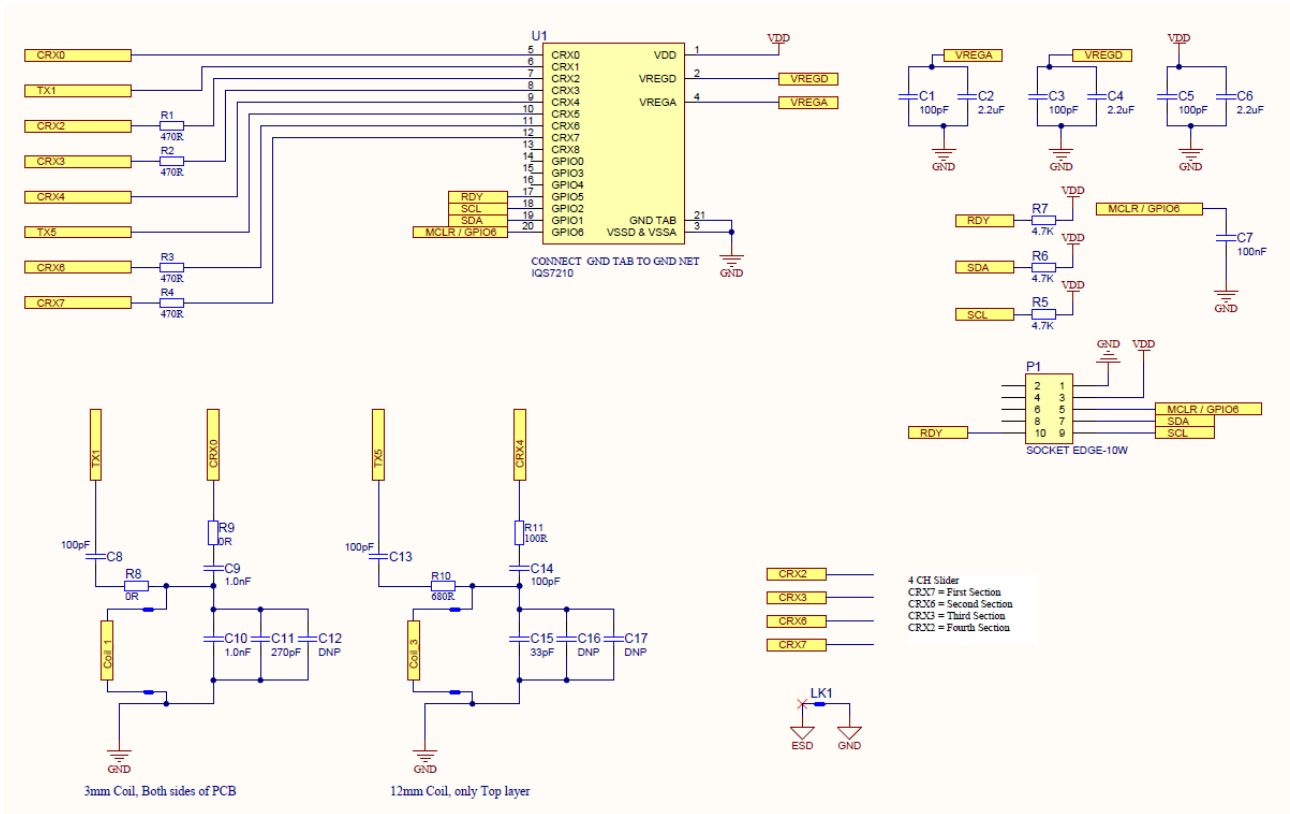 U1
CRX0
TX1
CRX2
R1
470R
CRX3
R2
470R
CRX4
TX5
CRX6
R3
470R
CRX7
R4
470R
5 CRX0
6 CRX1
7 CRX2
8 CRX3
9 CRX4
10 CRX5
11 CRX6
12 CRX7
13 CRX8
14 GPIO0
15 GPIO3
16 GPIO4
17 GPIO5
18 GPIO2
19 GPIO1
20 GPIO6
RDY
SCL
SDA
MCLR / GPIO6
VDD 1
VDD
VREGD 2
VREGD
VREGA 4
VREGA
GND TAB 21
VSSD & VSSA 3
GND
CONNECT GND TAB TO GND NET
IQS7210
VREGA
C1
100pF
C2
2.2uF
GND
VREGD
C3
100pF
C4
2.2uF
GND
VDD
C5
100pF
C6
2.2uF
GND
RDY
R7
4.7K
VDD
SDA
R6
4.7K
VDD
SCL
R5
4.7K
VDD
MCLR / GPIO6
C7
100nF
GND
GND
VDD
P1
2 1
4 3
6 5
8 7
10 9
RDY
MCLR / GPIO6
SDA
SCL
SOCKET EDGE-10W
TX1
CRX0
100pF
C8
R8
0R
R9
0R
C9
1.0nF
Coil 1
C10
1.0nF
C11
270pF
C12
DNP
GND
3mm Coil, Both sides of PCB
TX5
CRX4
100pF
C13
R10
680R
R11
100R
C14
100pF
Coil 3
C15
33pF
C16
DNP
C17
DNP
GND
12mm Coil, only Top layer
CRX2
CRX3
CRX6
CRX7
4 CH Slider
CRX7 = First Section
CRX6 = Second Section
CRX3 = Third Section
CRX2 = Fourth Section
LK1
ESD
GND